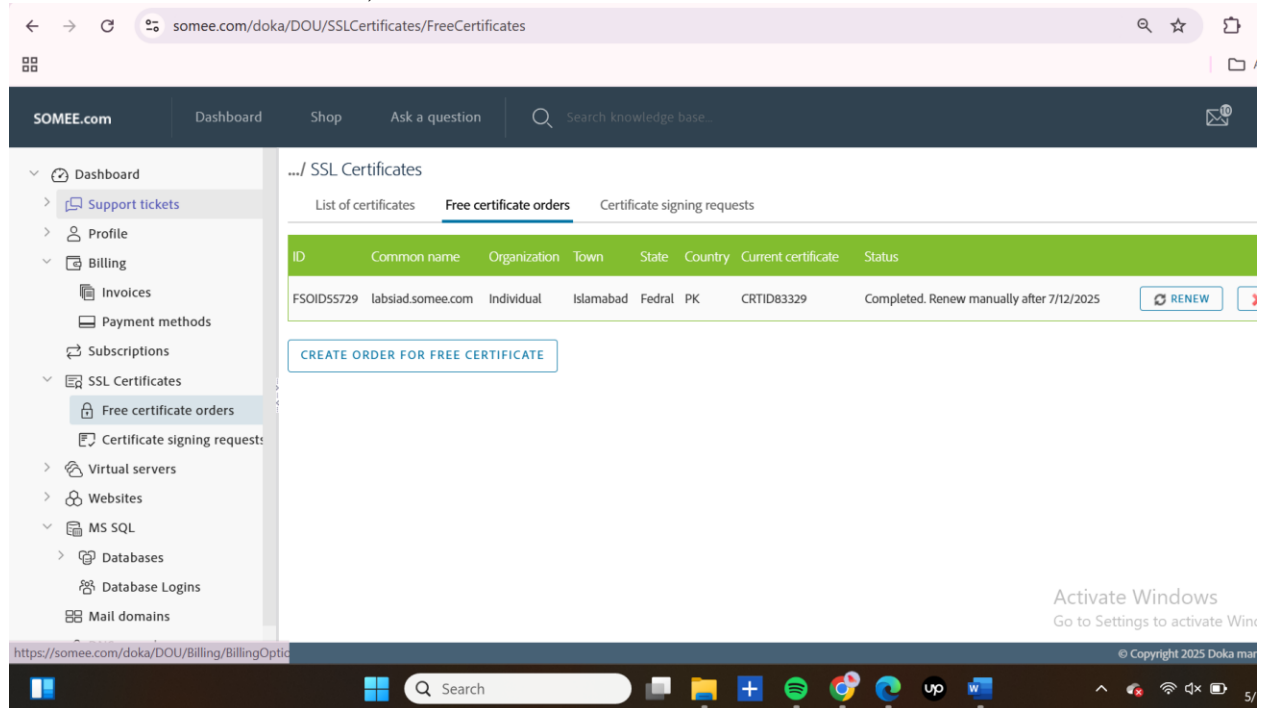 somee.com/doka/DOU/SSLCertificates/FreeCertificates
SOMEE.com Dashboard Shop Ask a question Search knowledge base.. 10
Dashboard
Support tickets
Profile
Billing
Invoices
Payment methods
Subscriptions
SSL Certificates
Free certificate orders
Certificate signing requests
Virtual servers
Websites
MS SQL
Databases
Database Logins
Mail domains
.../ SSL Certificates
List of certificates Free certificate orders Certificate signing requests
ID Common name Organization Town State Country Current certificate Status
FSOID55729 labsiad.somee.com Individual Islamabad Fedral PK CRTID83329 Completed. Renew manually after 7/12/2025 RENEW
CREATE ORDER FOR FREE CERTIFICATE
Activate Windows
Go to Settings to activate Win
https://somee.com/doka/DOU/Billing/BillingOptio
© Copyright 2025 Doka mar
Search
up
W
5/